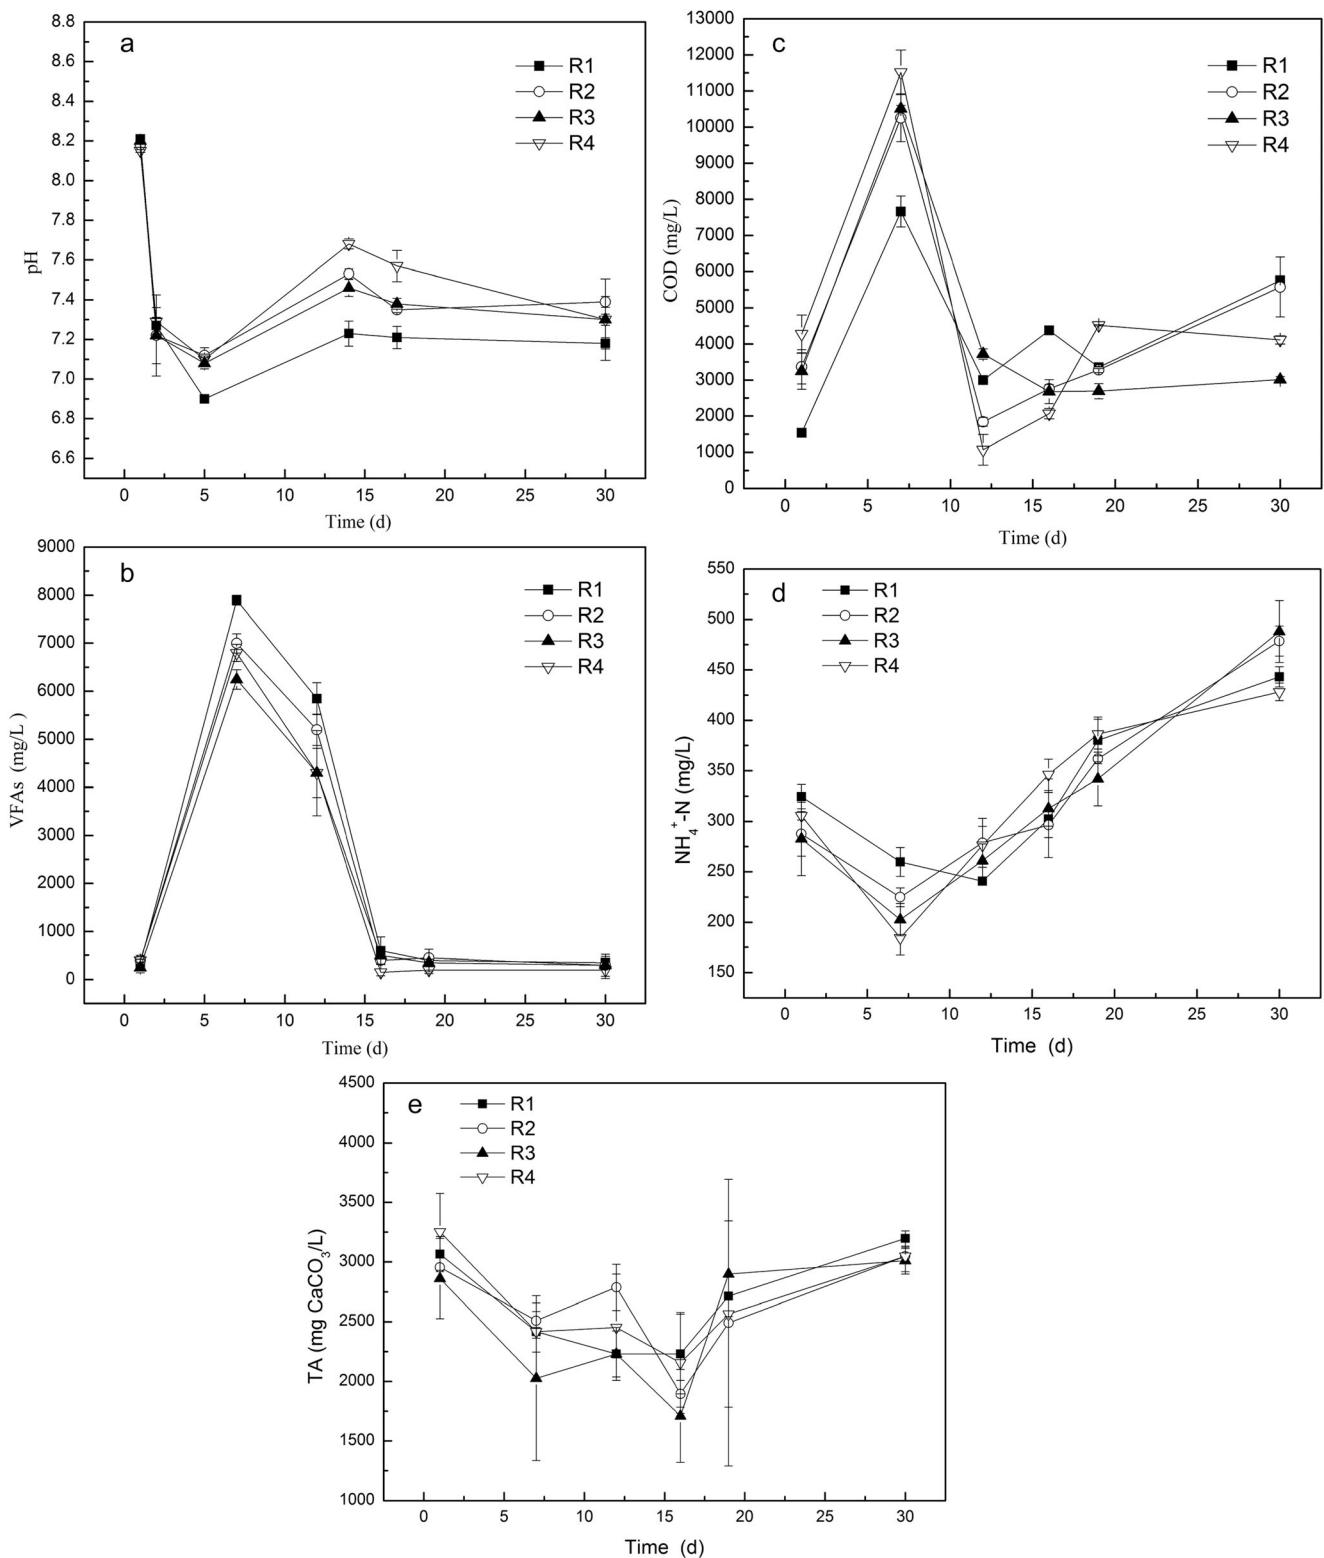 a
R1
R2
R3
R4
pH
8.8
8.6
8.4
8.2
8.0
7.8
7.6
7.4
7.2
7.0
6.8
6.6
0 5 10 15 20 25 30
Time (d)
c
R1
R2
R3
R4
COD (mg/L)
13000
12000
11000
10000
9000
8000
7000
6000
5000
4000
3000
2000
1000
0
0 5 10 15 20 25 30
Time (d)
b
R1
R2
R3
R4
VFAs (mg/L )
9000
8000
7000
6000
5000
4000
3000
2000
1000
0
0 5 10 15 20 25 30
Time (d)
d
R1
R2
R3
R4
NH₄⁺-N (mg/L)
550
500
450
400
350
300
250
200
150
0 5 10 15 20 25 30
Time (d)
e
R1
R2
R3
R4
TA (mg CaCO₃/L)
4500
4000
3500
3000
2500
2000
1500
1000
0 5 10 15 20 25 30
Time (d)